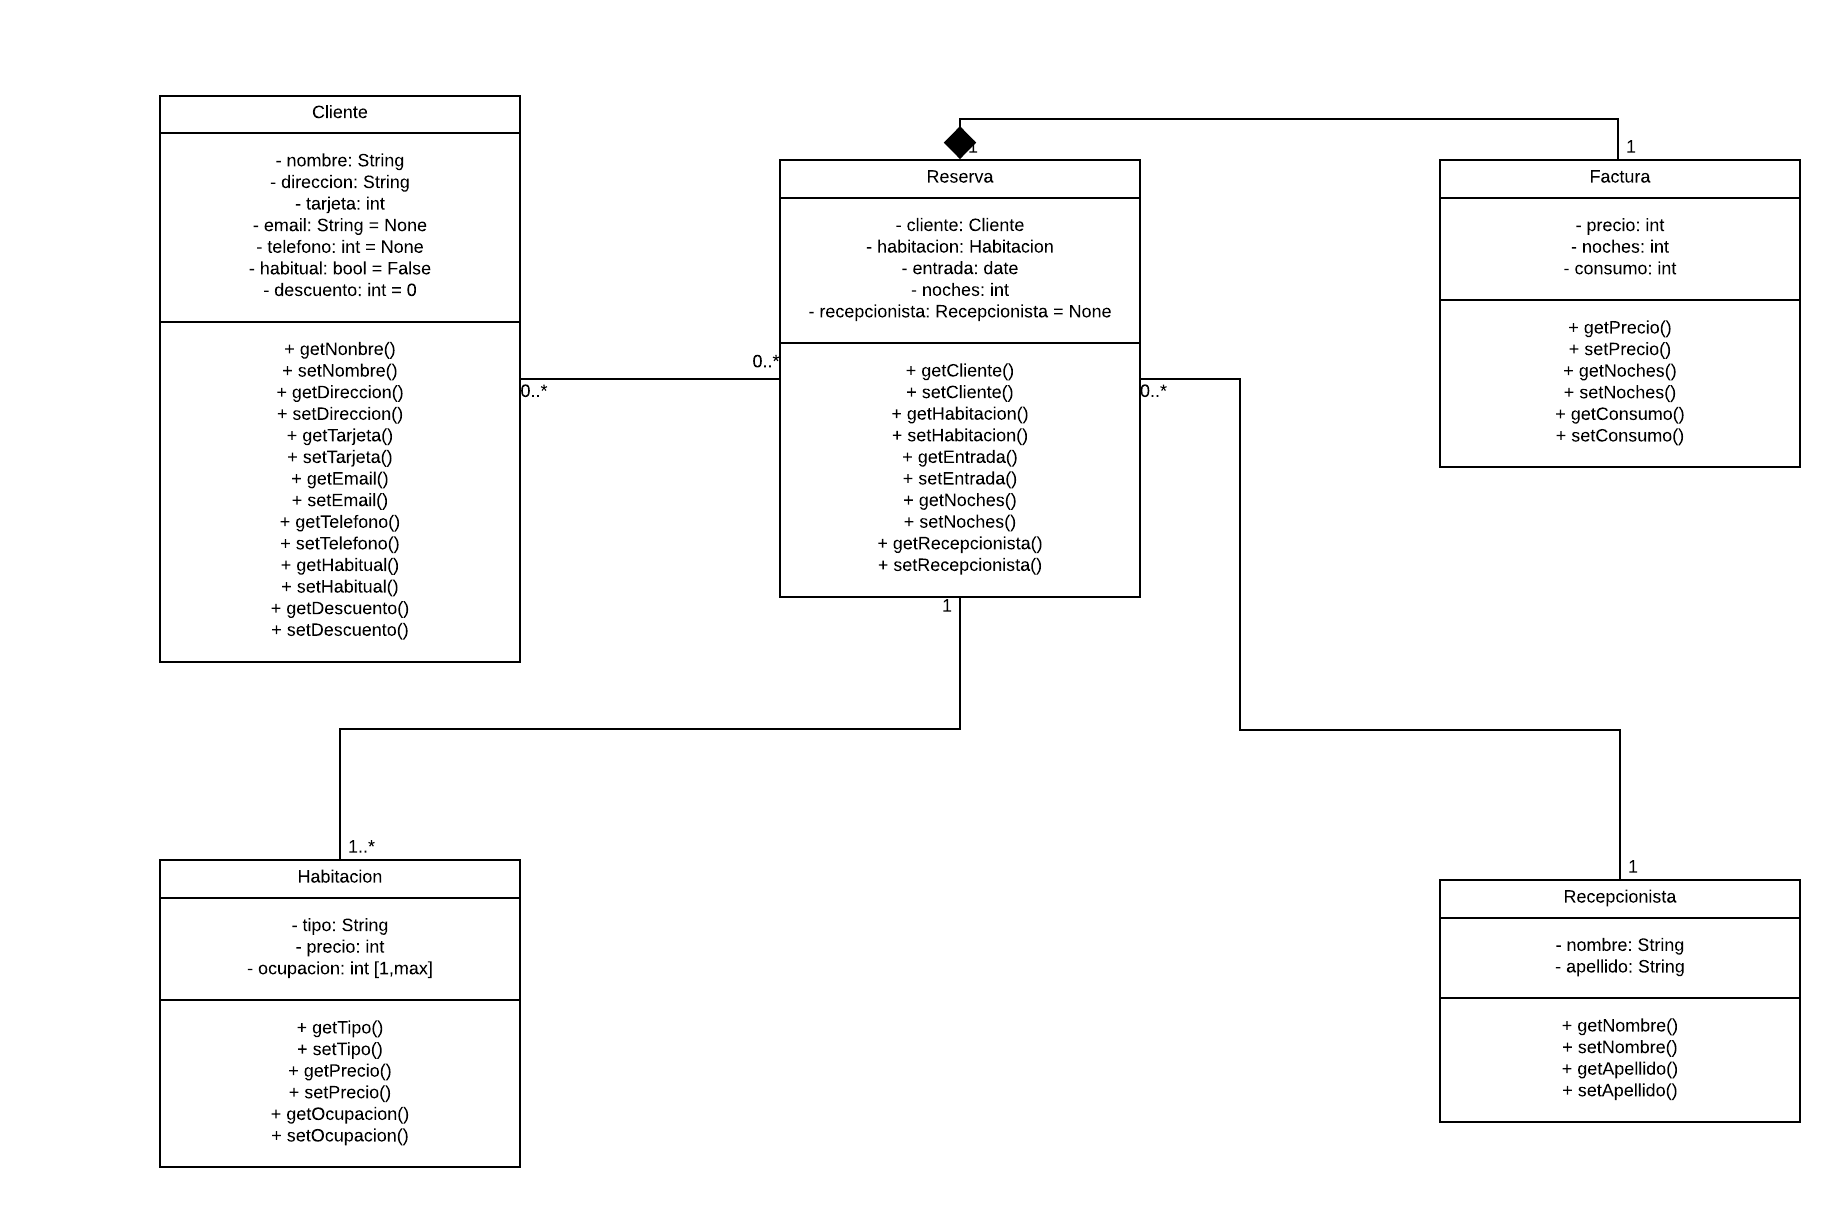 Cliente
- nombre: String
- direccion: String
- tarjeta: int
- email: String = None
- telefono: int = None
- habitual: bool = False
- descuento: int = 0
+ getNonbre()
+ setNombre()
+ getDireccion()
+ setDireccion()
+ getTarjeta()
+ setTarjeta()
+ getEmail()
+ setEmail()
+ getTelefono()
+ setTelefono()
+ getHabitual()
+ setHabitual()
+ getDescuento()
+ setDescuento()
0..*
0..*
1
Reserva
- cliente: Cliente
- habitacion: Habitacion
- entrada: date
- noches: int
- recepcionista: Recepcionista = None
+ getCliente()
+ setCliente()
+ getHabitacion()
+ setHabitacion()
+ getEntrada()
+ setEntrada()
+ getNoches()
+ setNoches()
+ getRecepcionista()
+ setRecepcionista()
0..*
1
1
Factura
- precio: int
- noches: int
- consumo: int
+ getPrecio()
+ setPrecio()
+ getNoches()
+ setNoches()
+ getConsumo()
+ setConsumo()
1..*
Habitacion
- tipo: String
- precio: int
- ocupacion: int [1,max]
+ getTipo()
+ setTipo()
+ getPrecio()
+ setPrecio()
+ getOcupacion()
+ setOcupacion()
1
Recepcionista
- nombre: String
- apellido: String
+ getNombre()
+ setNombre()
+ getApellido()
+ setApellido()